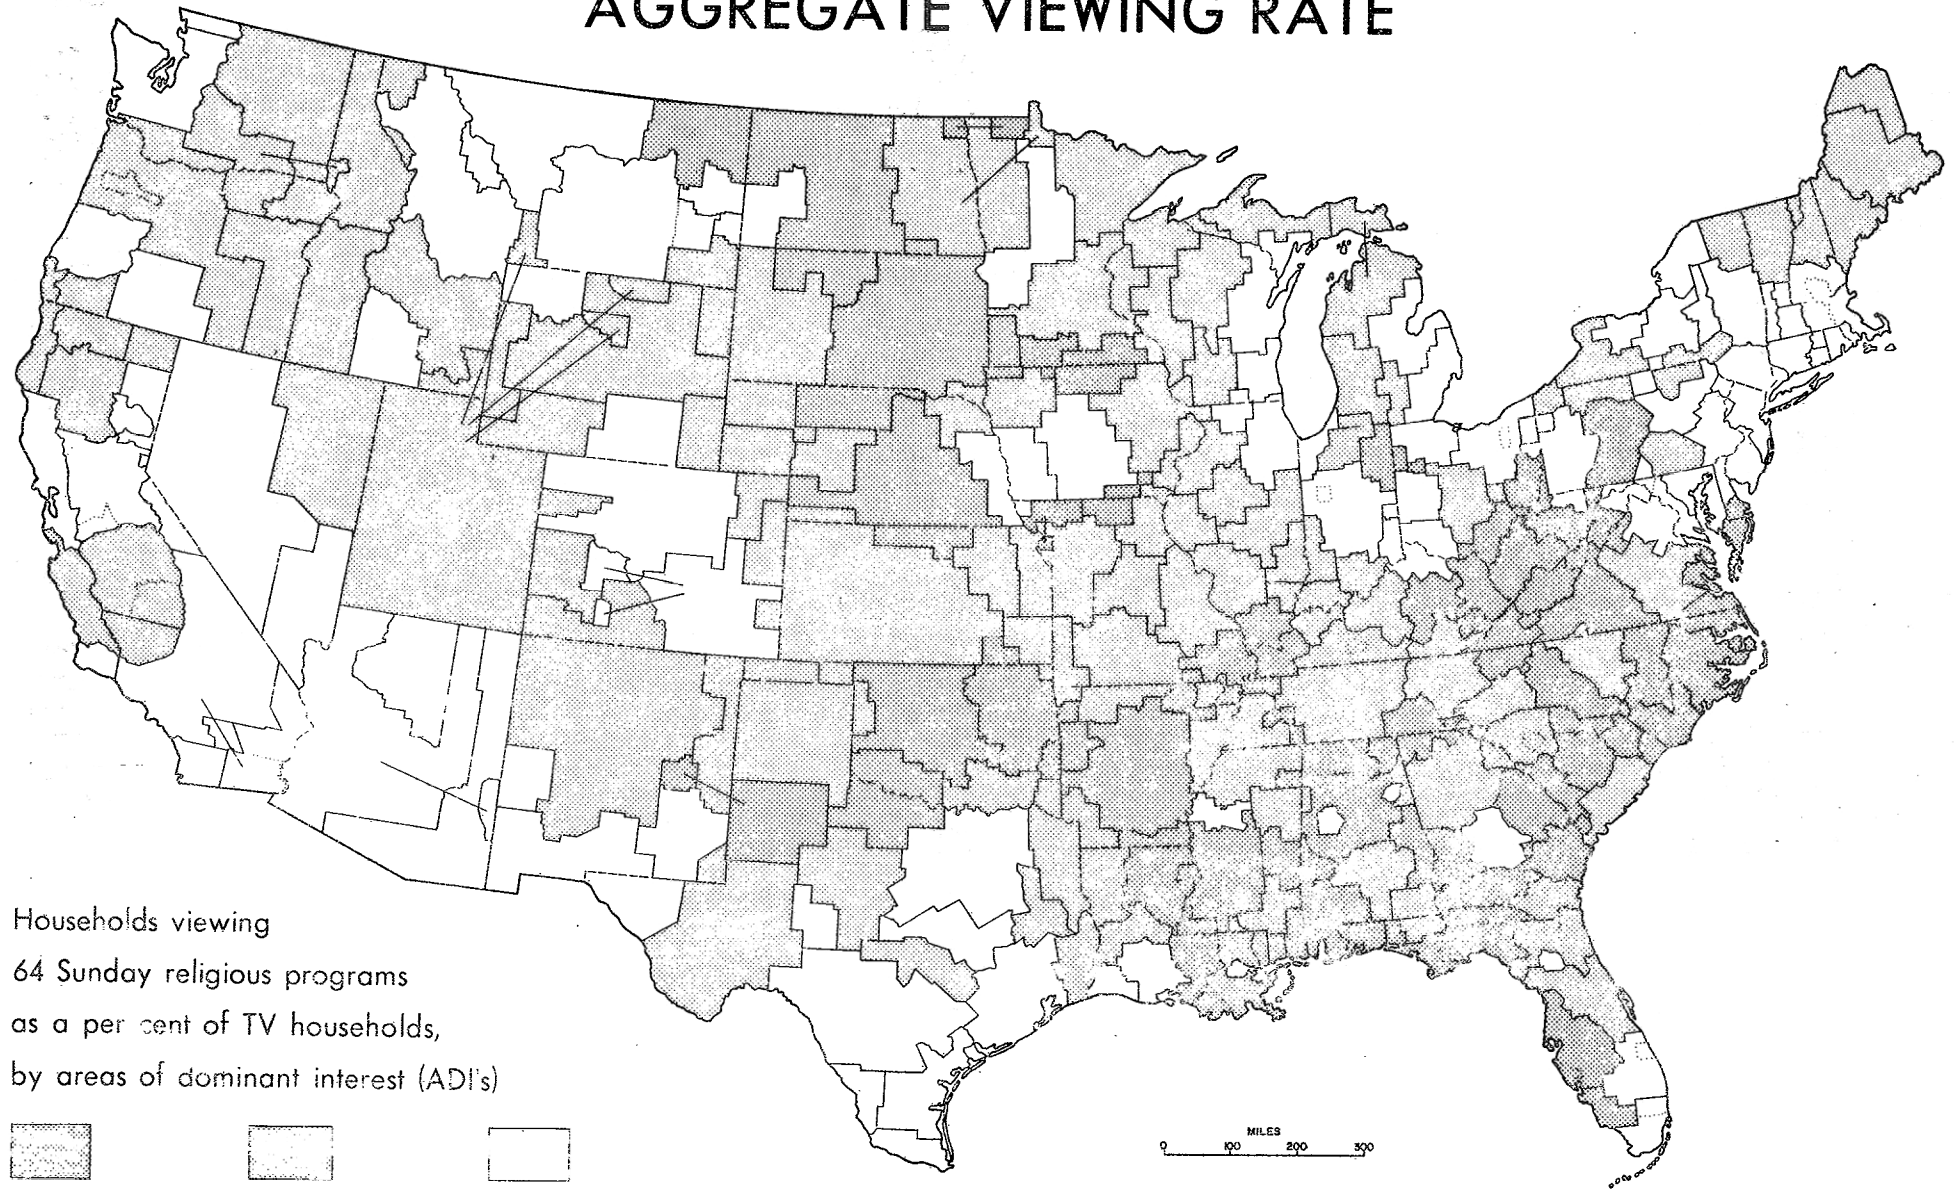 AGGREGATE VIEWING RATE
Households viewing
64 Sunday religious programs
as a per cent of TV households,
by areas of dominant interest (ADI's)
MILES
0 100 200 300